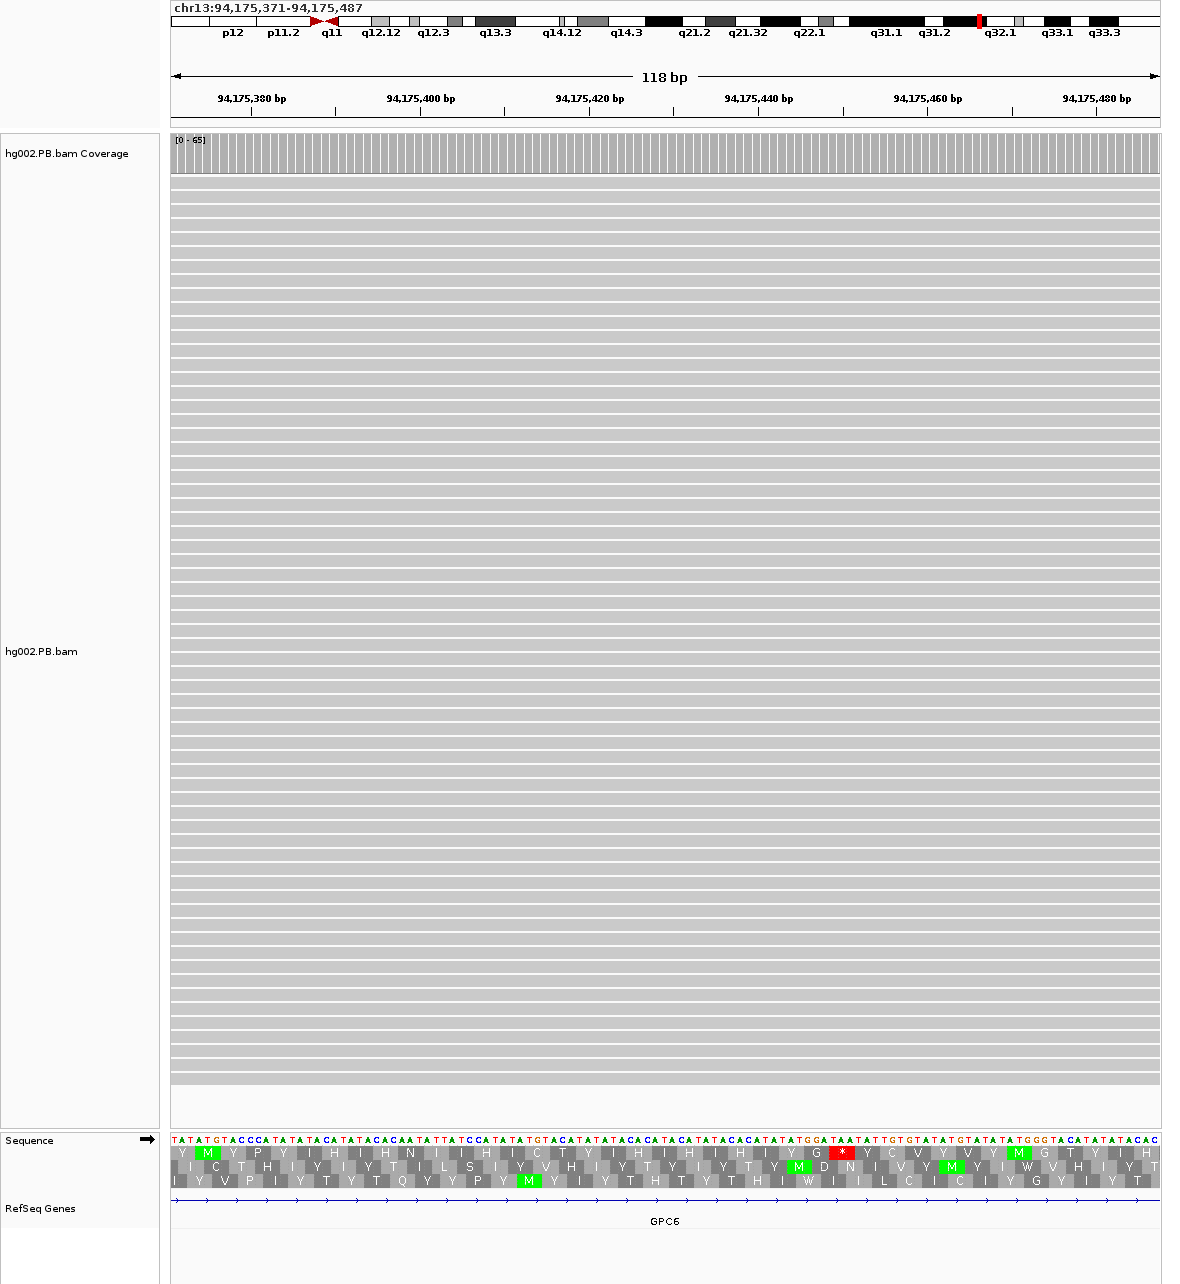 chr13:94,175,371-94,175,487
p12 p11.2 q11 q12.12 q12.3 q13.3 q14.12 q14.3 q21.2 q21.32 q22.1 q31.1 q31.2 q32.1 q33.1 q33.3
118 bp
94,175,380 bp 94,175,400 bp 94,175,420 bp 94,175,440 bp 94,175,460 bp 94,175,480 bp
[0 - 65]
hg002.PB.bam Coverage
hg002.PB.bam
Sequence
TATATGTACCCATATATACATATACACAATATTATCCATATATGTACATATATACACATACATATACACATATATGGATAATATTGTGTATATGTATATATGGGTACATATATACAC
Y M Y P Y I H I H N I I H I C T Y I H I H I H I Y G * Y C V Y V Y M G T Y I H
I C T H I Y I Y T I L S I Y V H I Y T Y I Y T Y M D N I V Y M Y I W V H I Y T
I Y V P I Y T Y T Q Y Y P Y M Y I Y T H T Y T H I W I I L C I C I Y G Y I Y T
RefSeq Genes
GPC6